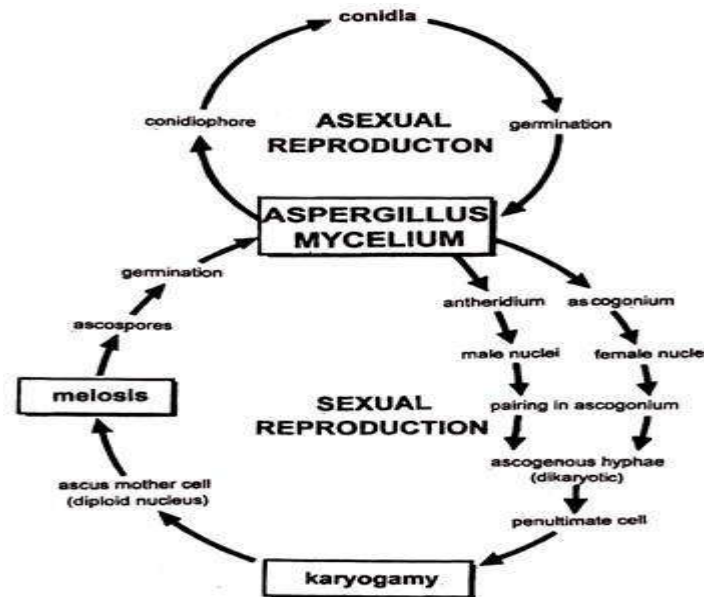 conidia
conidiophore
germination
ASEXUAL
REPRODUCTON
ASPERGILLUS
MYCELIUM
germination
ascospores
meiosis
antheridium
ascogonium
male nuclei
female nuclei
pairing in ascogonium
SEXUAL
REPRODUCTION
ascogenous hyphae
(dikaryotic)
ascus mother cell
(diploid nucleus)
penultimate cell
karyogamy